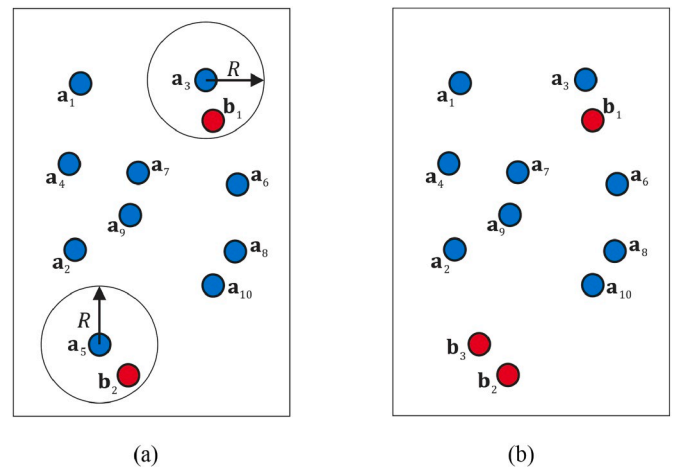 a₃ R
a₁ b₁
a₄ a₇ a₆
a₉
a₂ a₈
a₁₀
R
a₅
b₂
(a)
a₃
a₁ b₁
a₄ a₇ a₆
a₉
a₂ a₈
a₁₀
b₃
b₂
(b)